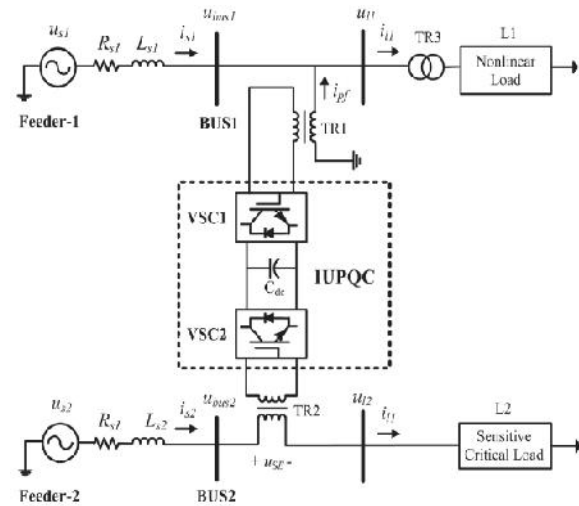 u_s1
R_s1
L_s1
i_s1
u_bus1
u_l1
i_l1
TR3
L1
Nonlinear
Load
Feeder-1
BUS1
i_pf
TR1
VSC1
C_dc
IUPQC
VSC2
u_s2
R_s1
L_s2
i_s2
u_bus2
TR2
u_l2
i_l1
L2
Sensitive
Critical Load
+ u_SE -
Feeder-2
BUS2